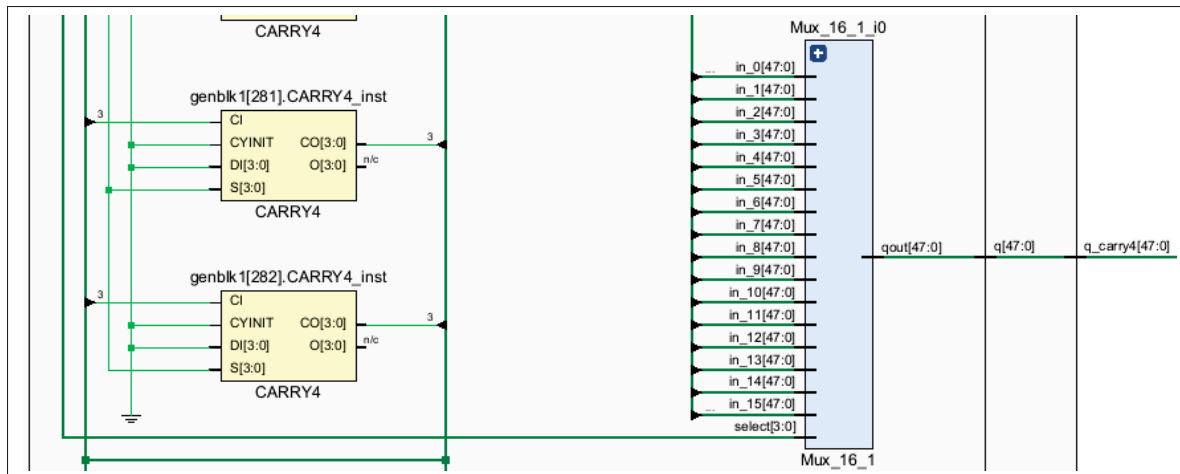 CARRY4
Mux_16_1_i0
genblk1[281].CARRY4_inst
3
CI
CYINIT
CO[3:0]
3
DI[3:0]
O[3:0]
n/c
S[3:0]
CARRY4
genblk1[282].CARRY4_inst
3
CI
CYINIT
CO[3:0]
3
DI[3:0]
O[3:0]
n/c
S[3:0]
CARRY4
... in_0[47:0]
in_1[47:0]
in_2[47:0]
in_3[47:0]
in_4[47:0]
in_5[47:0]
in_6[47:0]
in_7[47:0]
in_8[47:0]
in_9[47:0]
in_10[47:0]
in_11[47:0]
in_12[47:0]
in_13[47:0]
in_14[47:0]
... in_15[47:0]
select[3:0]
qout[47:0]
q[47:0]
q_carry4[47:0]
Mux_16_1